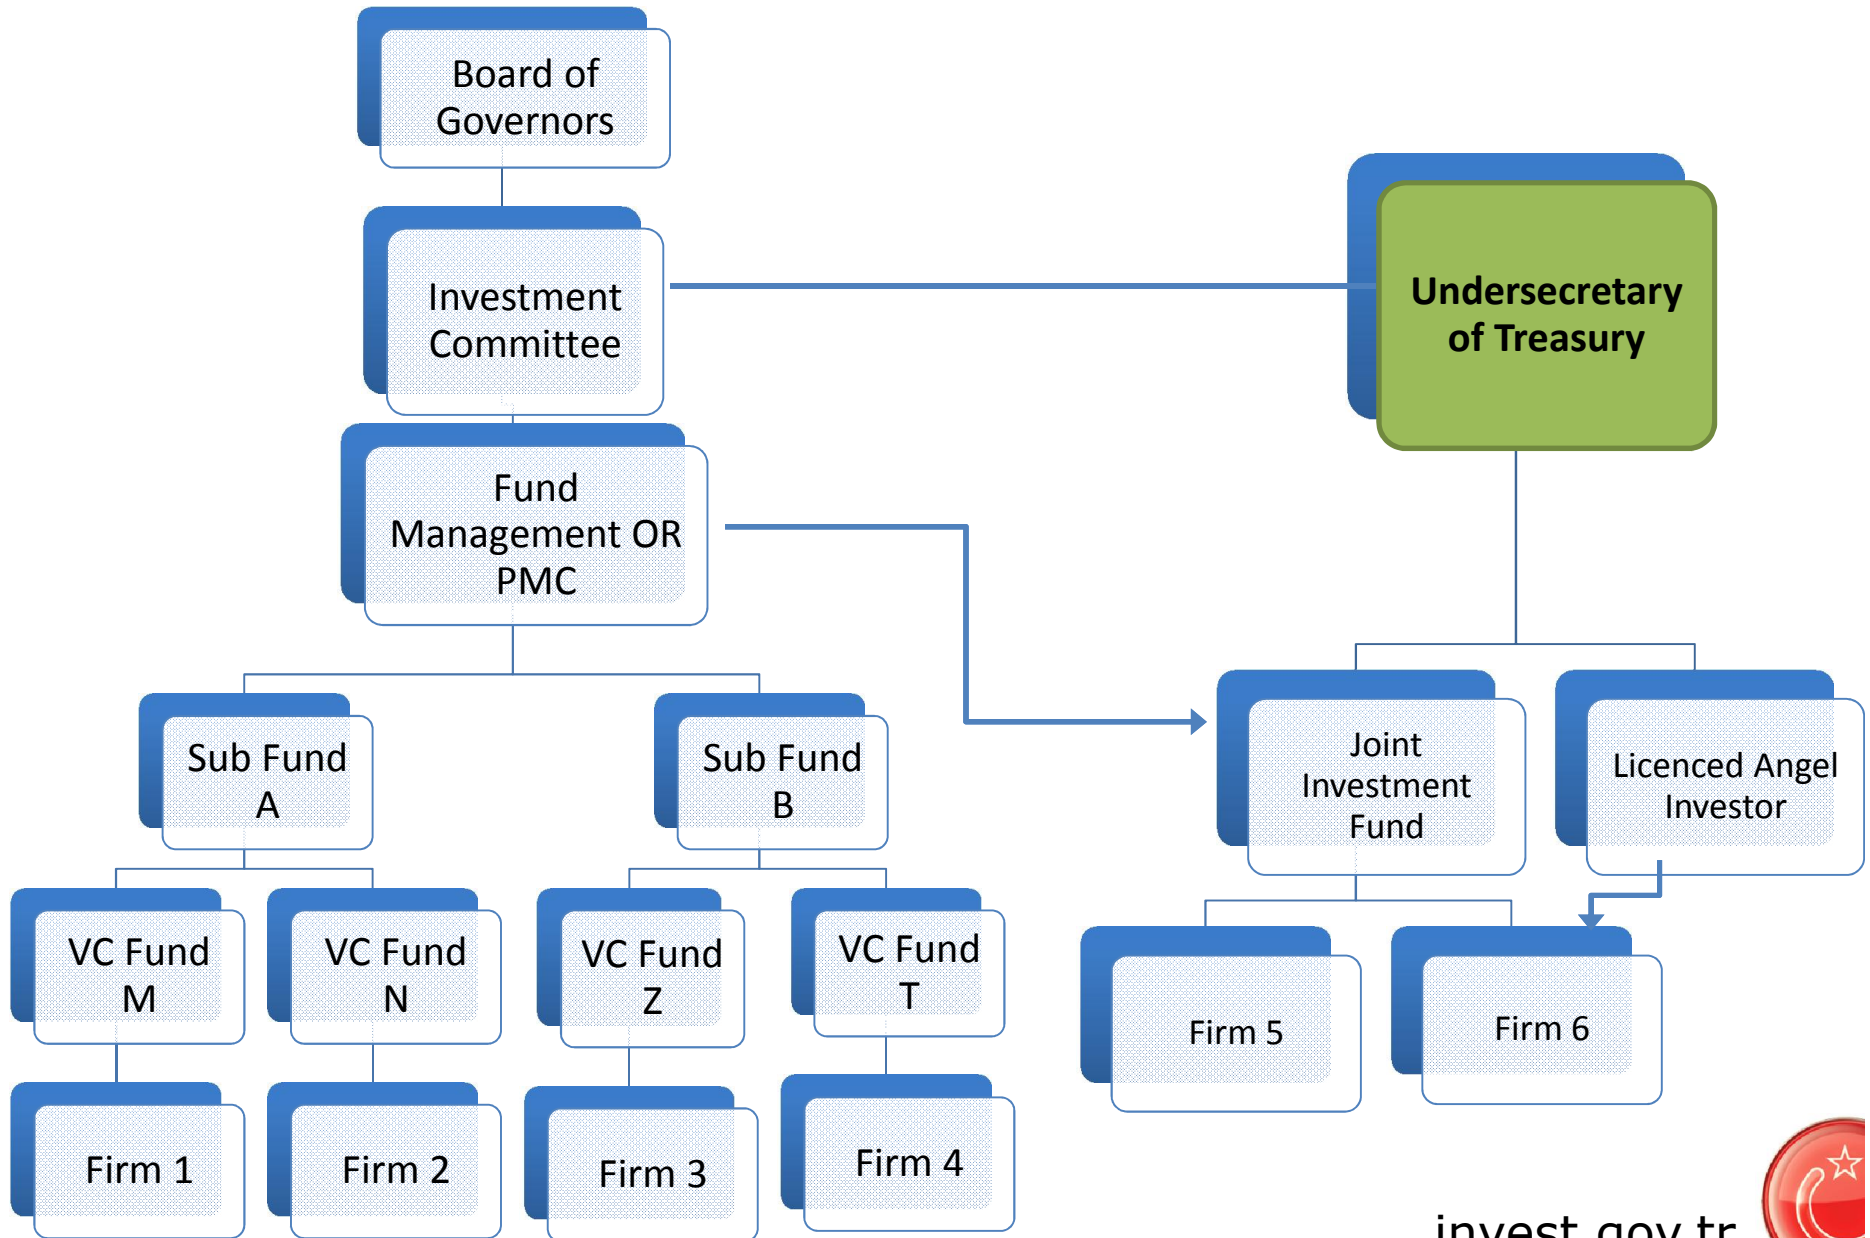 Board of
Governors
Investment
Committee
Undersecretary
of Treasury
Fund
Management OR
PMC
Sub Fund
A
Sub Fund
B
Joint
Investment
Fund
Licenced Angel
Investor
VC Fund
M
VC Fund
N
VC Fund
Z
VC Fund
T
Firm 5
Firm 6
Firm 1
Firm 2
Firm 3
Firm 4
invest.gov.tr